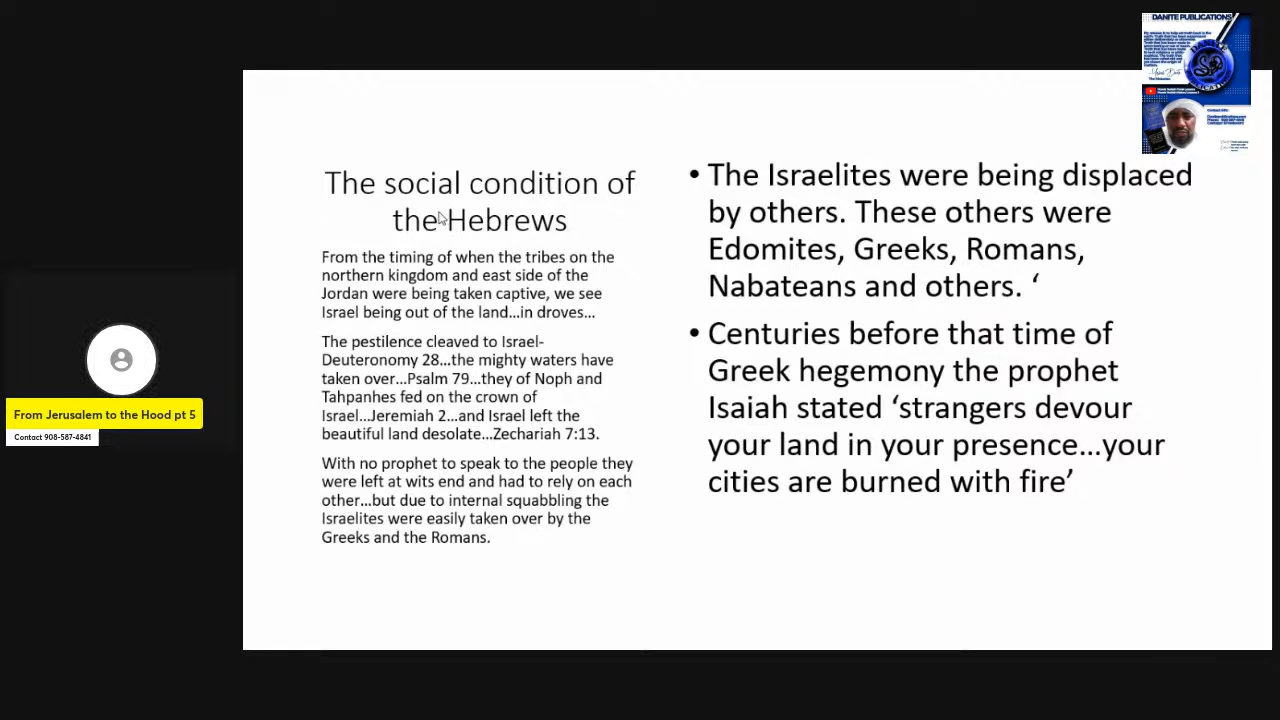 DANITE PUBLICATIONS
The social condition of
the Hebrews
From the timing of when the tribes on the
northern kingdom and east side of the
Jordan were being taken captive, we see
Israel being out of the land...in droves...
The pestilence cleaved to Israel-
Deuteronomy 28...the mighty waters have
taken over...Psalm 79...they of Noph and
Tahpanhes fed on the crown of
Israel...Jeremiah 2...and Israel left the
beautiful land desolate...Zechariah 7:13.
With no prophet to speak to the people they
were left at wits end and had to rely on each
other...but due to internal squabbling the
Israelites were easily taken over by the
Greeks and the Romans.
• The Israelites were being displaced
by others. These others were
Edomites, Greeks, Romans,
Nabateans and others. ‘
• Centuries before that time of
Greek hegemony the prophet
Isaiah stated ‘strangers devour
your land in your presence...your
cities are burned with fire’
From Jerusalem to the Hood pt 5
Contact 908-587-4841